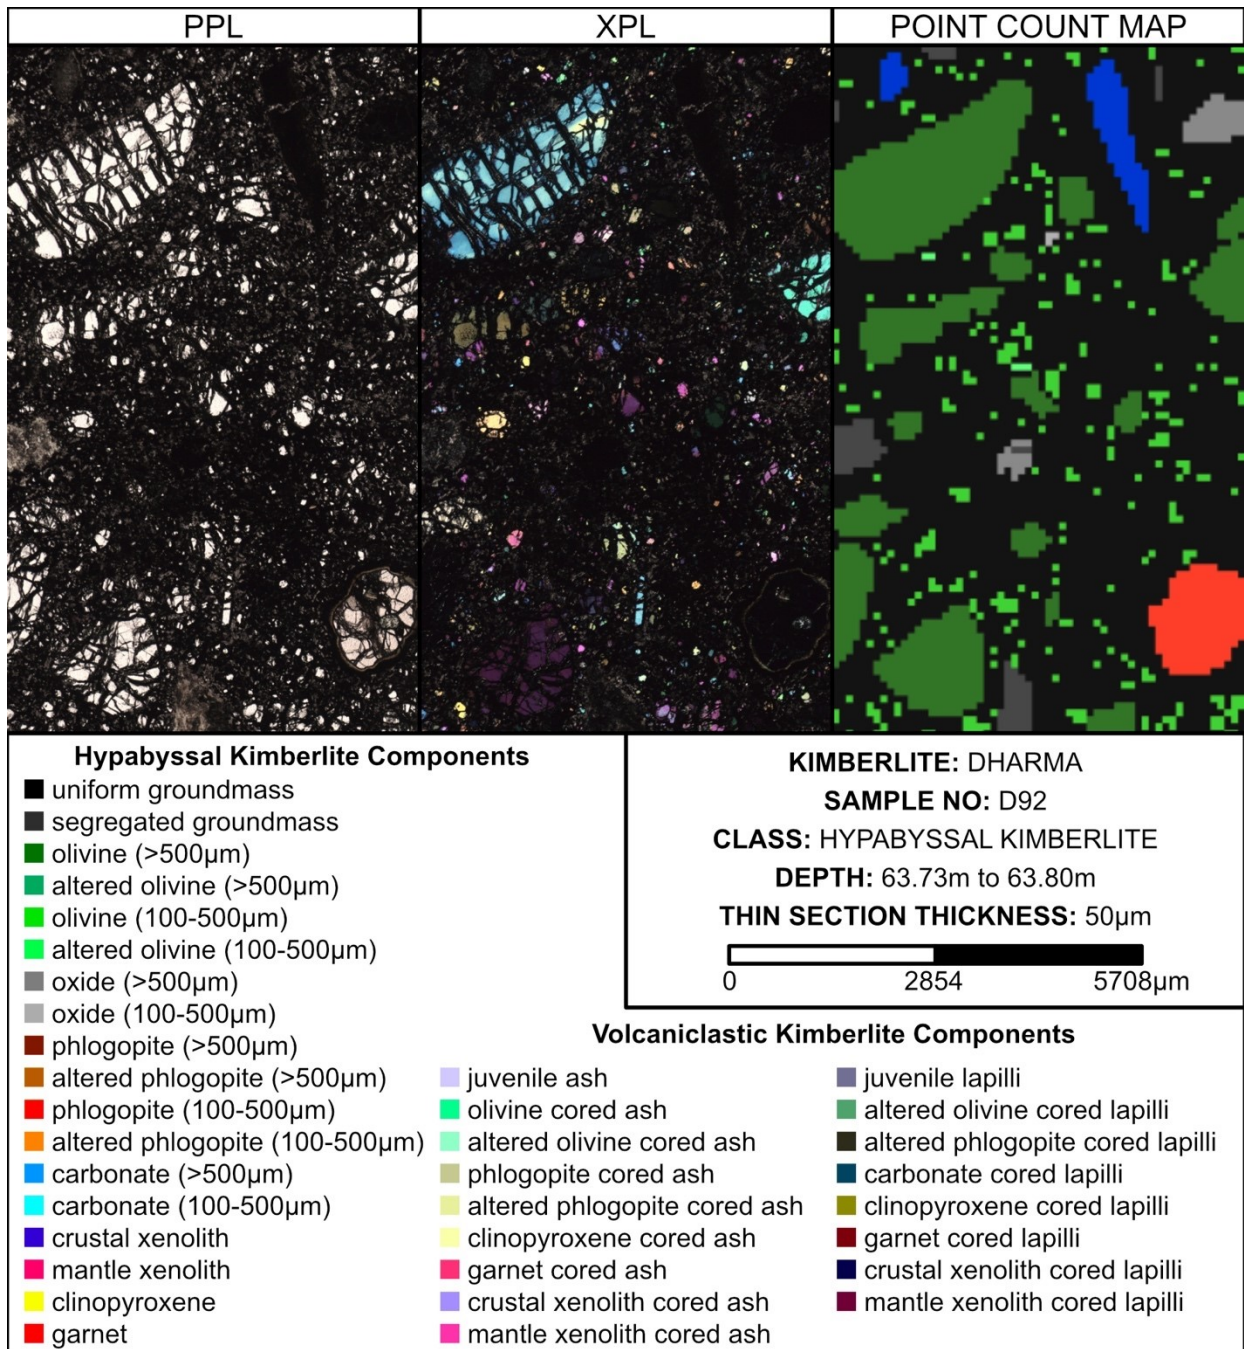 PPL
XPL
POINT COUNT MAP
Hypabyssal Kimberlite Components
uniform groundmass
segregated groundmass
olivine (>500µm)
altered olivine (>500µm)
olivine (100-500µm)
altered olivine (100-500µm)
oxide (>500µm)
oxide (100-500µm)
phlogopite (>500µm)
altered phlogopite (>500µm)
phlogopite (100-500µm)
altered phlogopite (100-500µm)
carbonate (>500µm)
carbonate (100-500µm)
crustal xenolith
mantle xenolith
clinopyroxene
garnet
KIMBERLITE: DHARMA
SAMPLE NO: D92
CLASS: HYPABYSSAL KIMBERLITE
DEPTH: 63.73m to 63.80m
THIN SECTION THICKNESS: 50µm
0 2854 5708µm
Volcaniclastic Kimberlite Components
juvenile ash
olivine cored ash
altered olivine cored ash
phlogopite cored ash
altered phlogopite cored ash
clinopyroxene cored ash
garnet cored ash
crustal xenolith cored ash
mantle xenolith cored ash
juvenile lapilli
altered olivine cored lapilli
altered phlogopite cored lapilli
carbonate cored lapilli
clinopyroxene cored lapilli
garnet cored lapilli
crustal xenolith cored lapilli
mantle xenolith cored lapilli